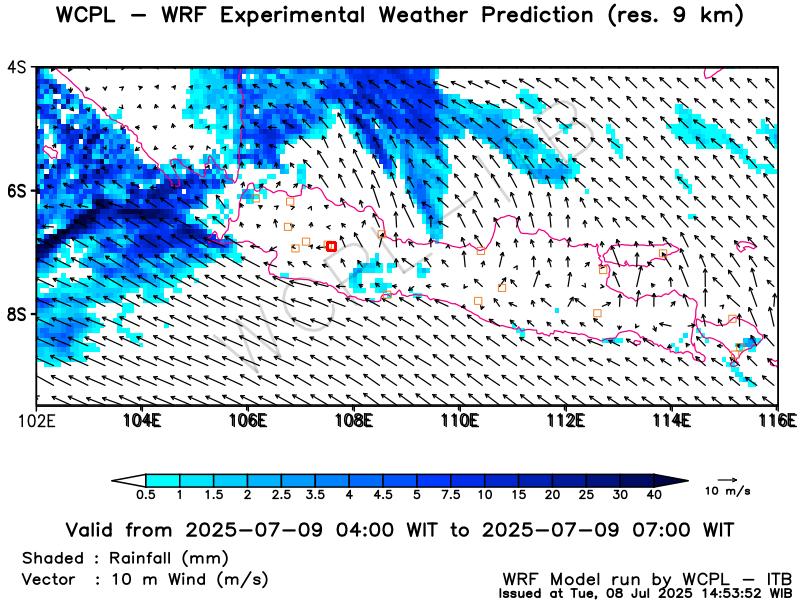 WCPL – WRF Experimental Weather Prediction (res. 9 km)
4S
6S
8S
WCPL-ITB
102E 104E 106E 108E 110E 112E 114E 116E
0.5 1 1.5 2 2.5 3.5 4 4.5 5 7.5 10 15 20 25 30 40
10 m/s
Valid from 2025-07-09 04:00 WIT to 2025-07-09 07:00 WIT
Shaded : Rainfall (mm)
Vector : 10 m Wind (m/s)
WRF Model run by WCPL – ITB
Issued at Tue, 08 Jul 2025 14:53:52 WIB